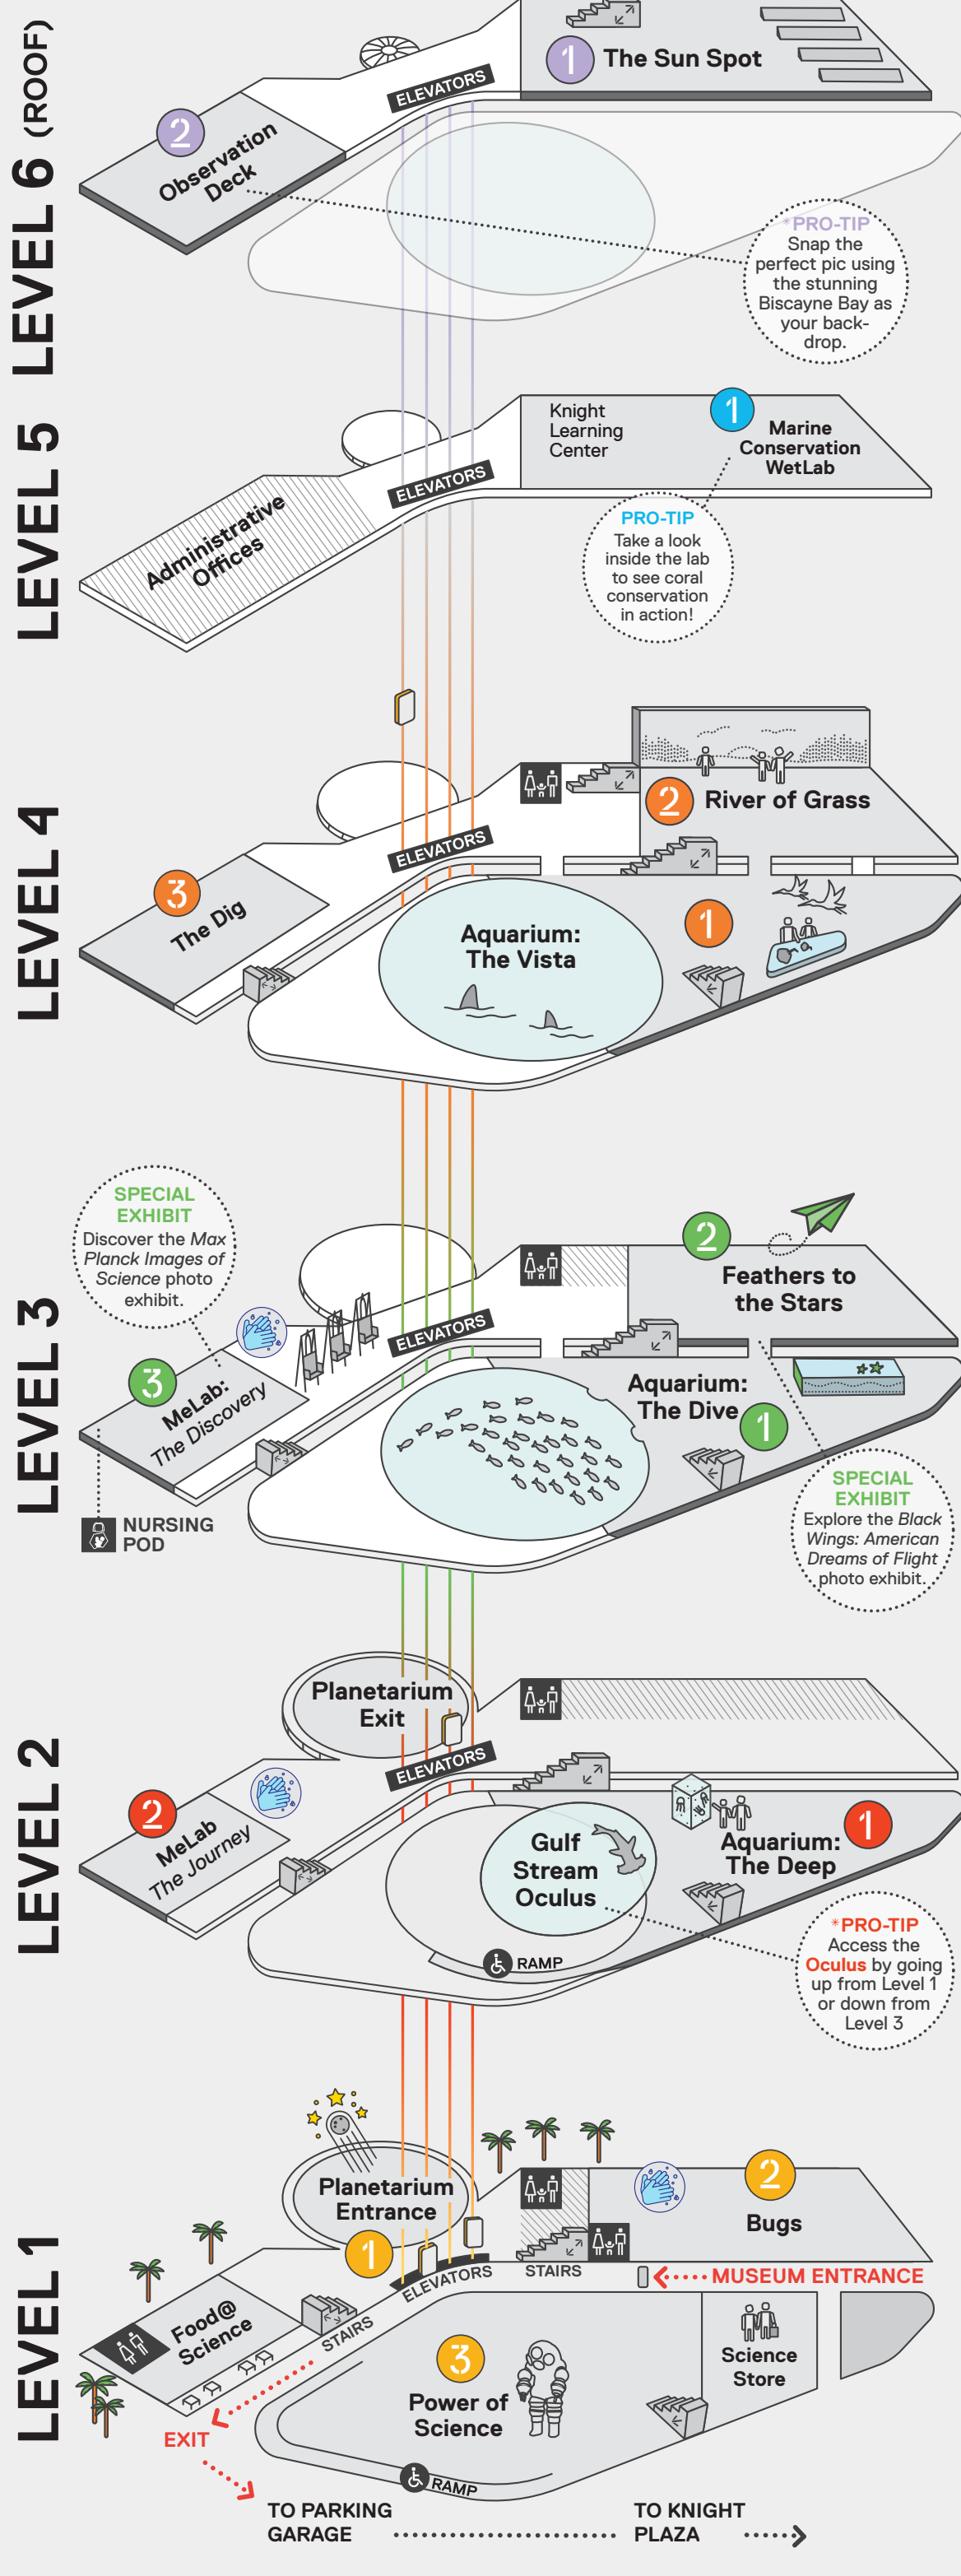 LEVEL 6 (ROOF)
1 The Sun Spot
ELEVATORS
2
Observation
Deck
*PRO-TIP
Snap the
perfect pic using
the stunning
Biscayne Bay as
your back-
drop.
LEVEL 5
Knight
Learning
Center
1
Marine
Conservation
WetLab
ELEVATORS
Administrative
Offices
PRO-TIP
Take a look
inside the lab
to see coral
conservation
in action!
LEVEL 4
2 River of Grass
ELEVATORS
3
The Dig
Aquarium:
The Vista
1
LEVEL 3
SPECIAL
EXHIBIT
Discover the Max
Planck Images of
Science photo
exhibit.
2
Feathers to
the Stars
ELEVATORS
3
MeLab:
The Discovery
Aquarium:
The Dive
1
NURSING
POD
SPECIAL
EXHIBIT
Explore the Black
Wings: American
Dreams of Flight
photo exhibit.
LEVEL 2
Planetarium
Exit
ELEVATORS
2
MeLab
The Journey
Gulf
Stream
Oculus
1
Aquarium:
The Deep
RAMP
*PRO-TIP
Access the
Oculus by going
up from Level 1
or down from
Level 3
LEVEL 1
Planetarium
Entrance
1
2
Bugs
ELEVATORS
STAIRS
MUSEUM ENTRANCE
Food@
Science
STAIRS
3
Power of
Science
Science
Store
EXIT
RAMP
TO PARKING
GARAGE
TO KNIGHT
PLAZA